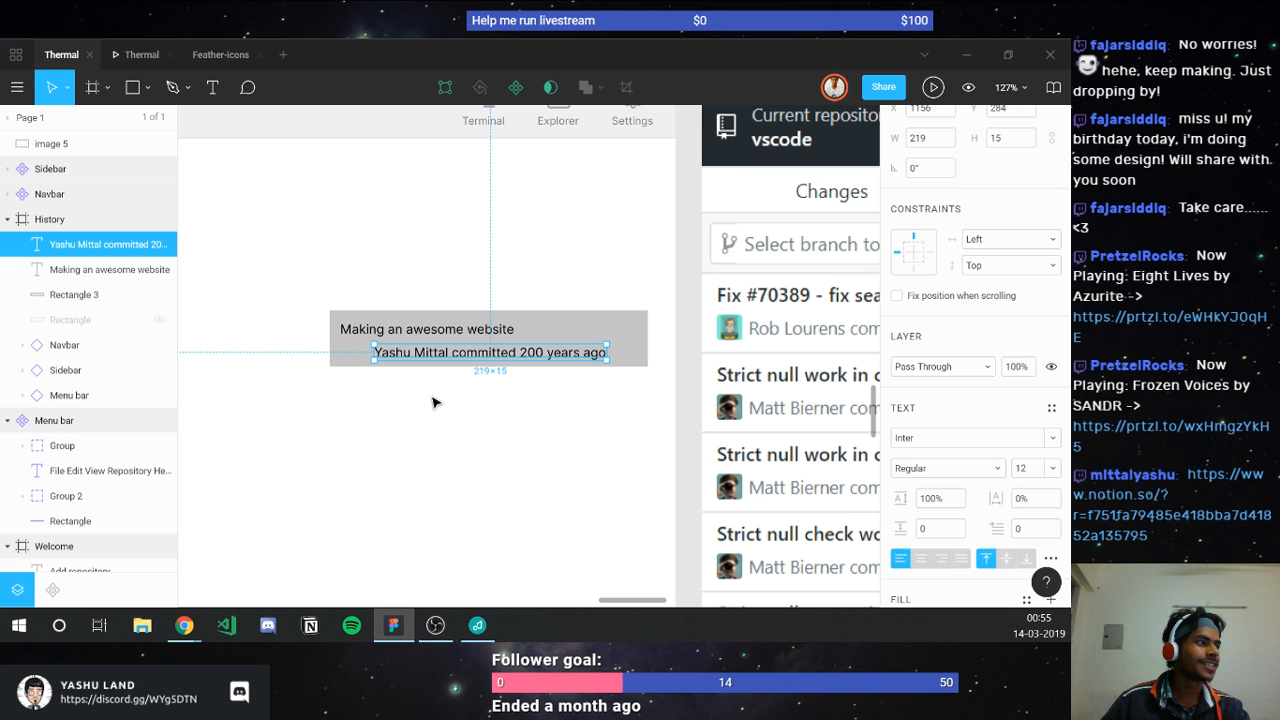 Help me run livestream $0 $100
Thermal
Thermal
Feather-icons
Share
127%
Page 1
1 of 1
image 5
Sidebar
Navbar
History
Yashu Mittal committed 20...
Making an awesome website
Rectangle 3
Rectangle
Navbar
Sidebar
Menu bar
Menu bar
Group
File Edit View Repository He...
Group 2
Rectangle
Welcome
Add repository
Terminal
Explorer
Settings
Making an awesome website
Yashu Mittal committed 200 years ago
219×15
Current reposito
vscode
Changes
Select branch to
Fix #70389 - fix sea
Rob Lourens com
Strict null work in c
Matt Bierner com
Strict null work in c
Matt Bierner com
Strict null check wo
Matt Bierner com
X 1156 Y 284
W 219 H 15
0°
CONSTRAINTS
Left
Top
Fix position when scrolling
LAYER
Pass Through
100%
TEXT
Inter
Regular
12
100%
0%
0
0
FILL
?
00:55
14-03-2019
fajarsiddiq: No worries!
hehe, keep making. Just
dropping by!
fajarsiddiq: miss u! my
birthday today, i'm doing
some design! Will share with
you soon
fajarsiddiq: Take care......
<3
PretzelRocks: Now
Playing: Eight Lives by
Azurite ->
https://prtzl.to/eWHkYJ0qH
E
PretzelRocks: Now
Playing: Frozen Voices by
SANDR ->
https://prtzl.to/wxHmgzYkH
5
mittalyashu: https://ww
w.notion.so/?
r=f751fa79485e418bba7d418
52a135795
YASHU LAND
https://discord.gg/WYg5DTN
Follower goal:
0 14 50
Ended a month ago